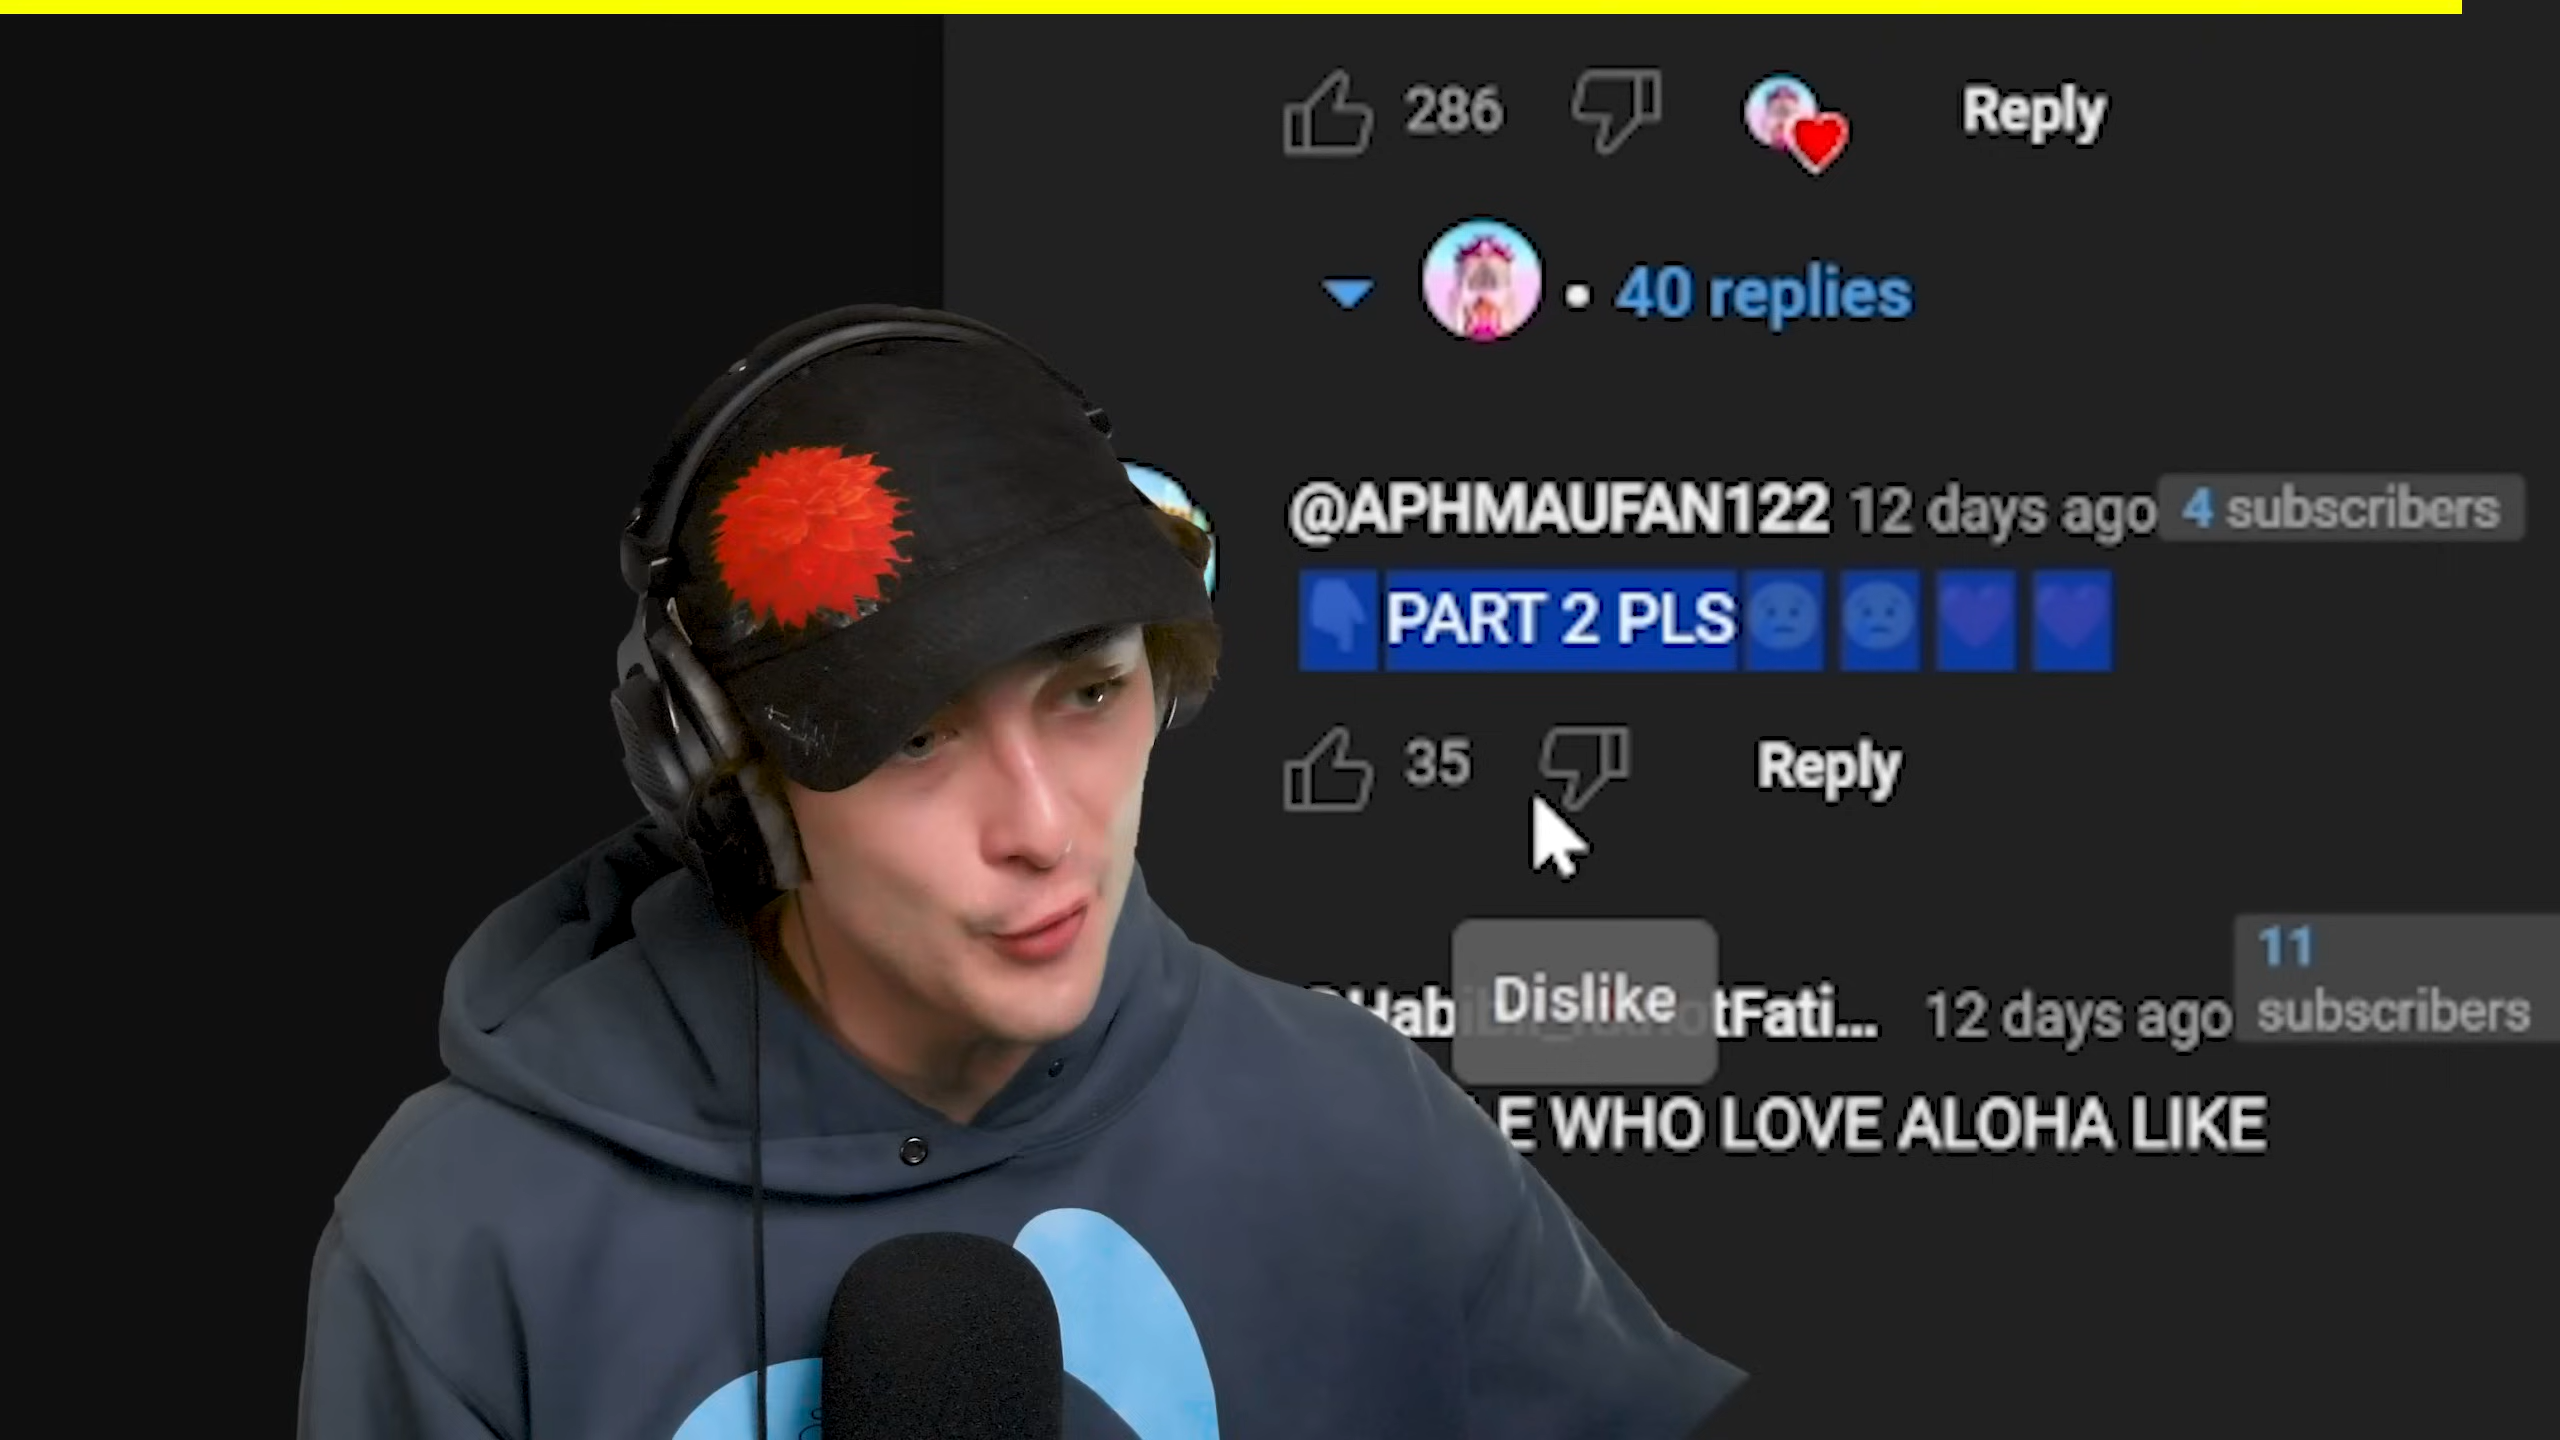 286 Reply
40 replies
@APHMAUFAN122 12 days ago 4 subscribers
👇PART 2 PLS😢😢💜💜
35 Reply
Dislike
12 days ago 11 subscribers
WHO LOVE ALOHA LIKE